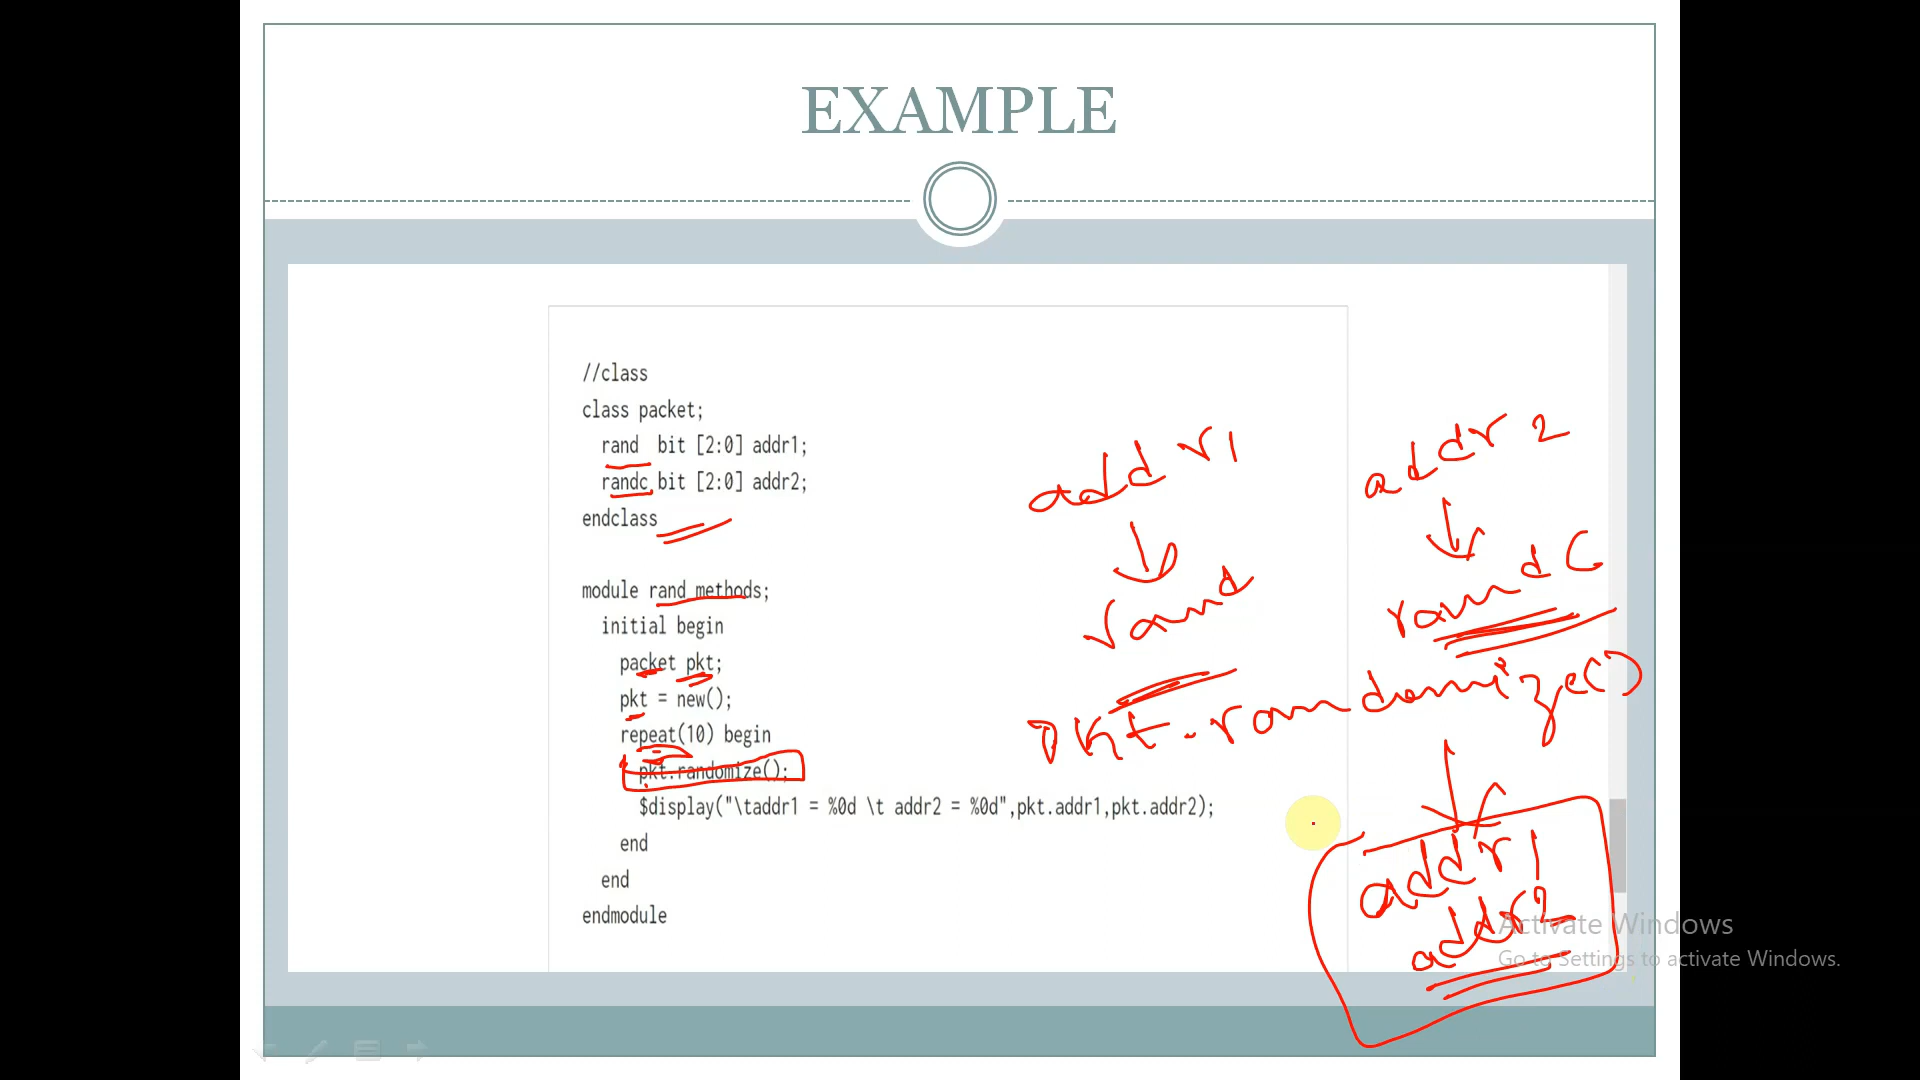 EXAMPLE
//class
class packet;
rand bit [2:0] addr1;
randc bit [2:0] addr2;
endclass
module rand_methods;
initial begin
packet pkt;
pkt = new();
repeat(10) begin
pkt.randomize();
$display("\taddr1 = %0d \t addr2 = %0d",pkt.addr1,pkt.addr2);
end
end
endmodule
addr1
rand
addr2
randC
pkt.randomize()
addr1
addr2
Activate Windows
Go to Settings to activate Windows.